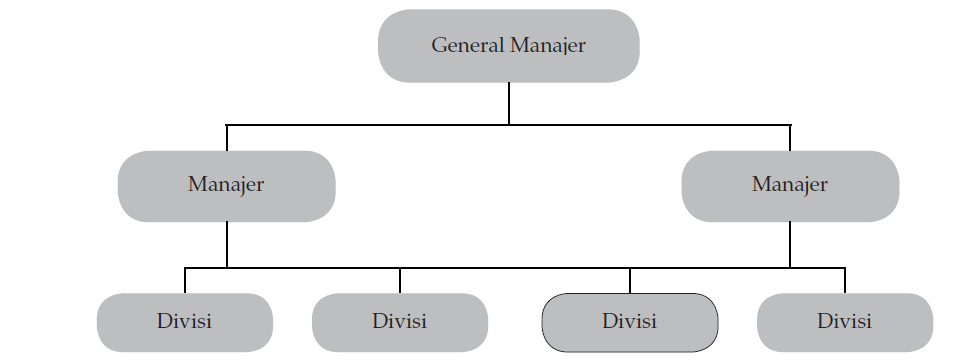 General Manajer
Manajer
Manajer
Divisi
Divisi
Divisi
Divisi